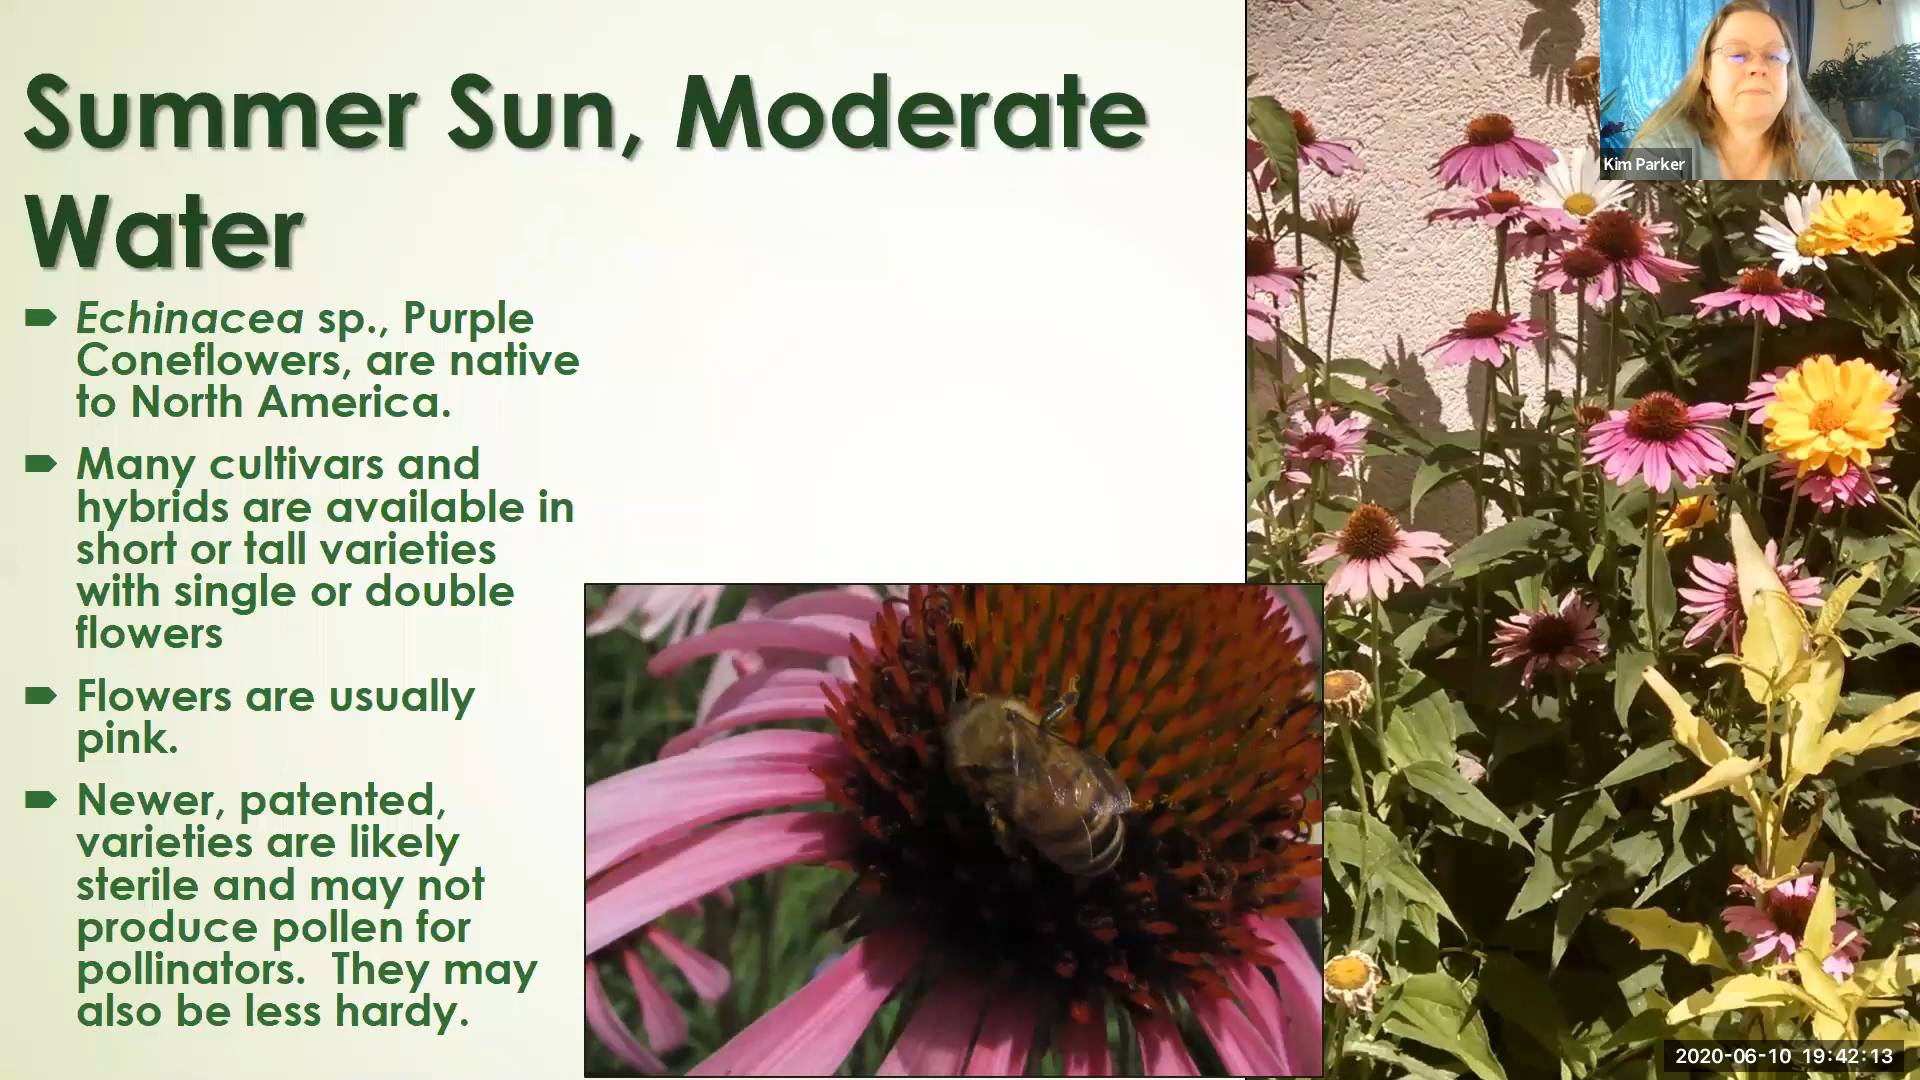 Summer Sun, Moderate
Water
Echinacea sp., Purple
Coneflowers, are native
to North America.
Many cultivars and
hybrids are available in
short or tall varieties
with single or double
flowers
Flowers are usually
pink.
Newer, patented,
varieties are likely
sterile and may not
produce pollen for
pollinators.  They may
also be less hardy.
Kim Parker
2020-06-10 19:42:13